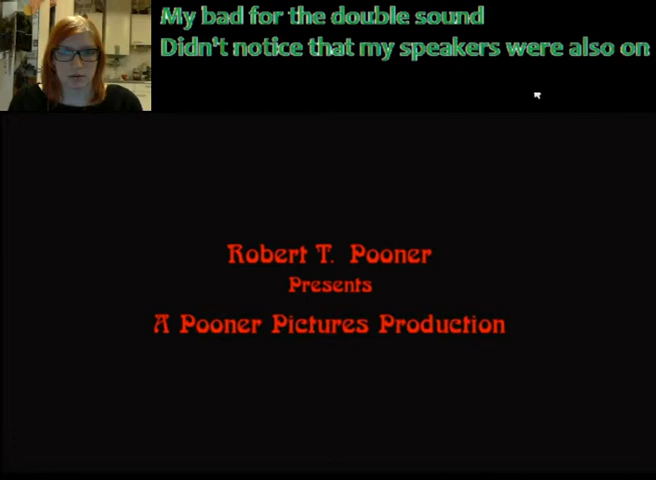 My bad for the double sound
Didn't notice that my speakers were also on
Robert T. Pooner
Presents
A Pooner Pictures Production